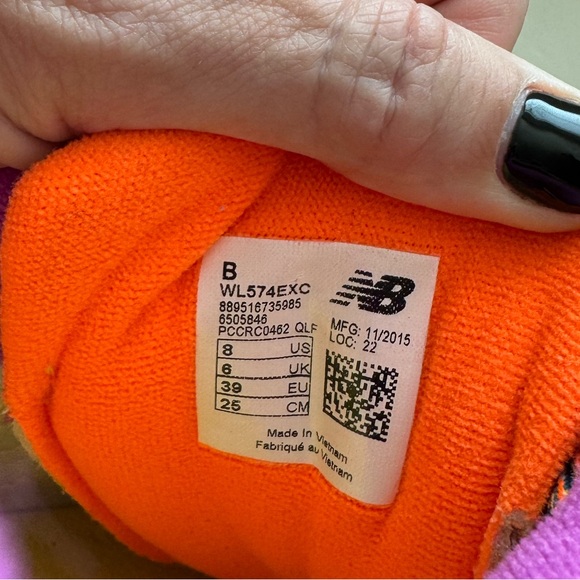 B
WL574EXC
889516735985
6505846
PCCRC0462 QLF
8 US
6 UK
39 EU
25 CM
NB
MFG: 11/2015
LOC: 22
Made In Vietnam
Fabriqué au Vietnam